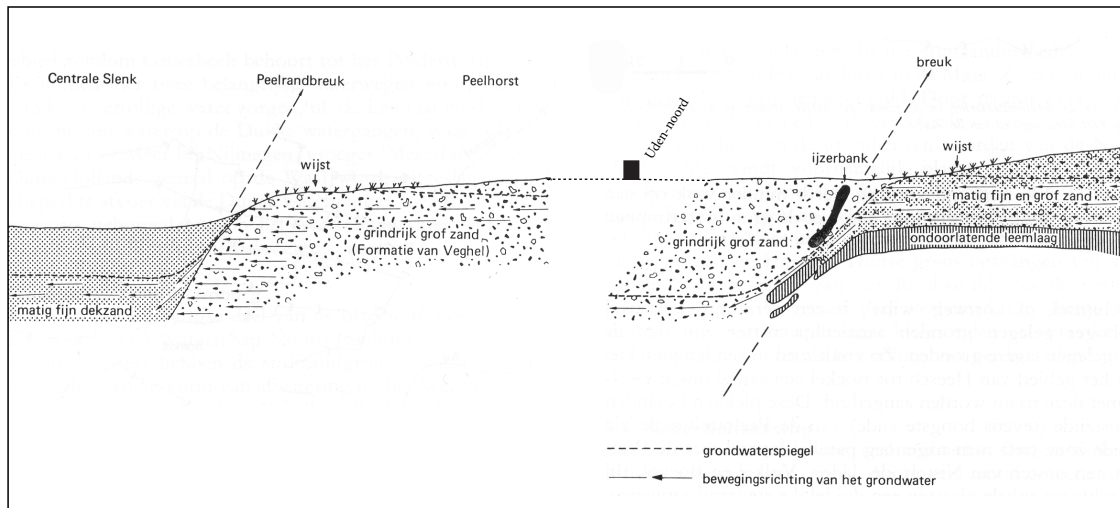 Centrale Slenk
Peelrandbreuk
Peelhorst
wijst
grindrijk grof zand
(Formatie van Veghel)
matig fijn dekzand
Uden-noord
breuk
ijzerbank
wijst
matig fijn en grof zand
grindrijk grof zand
ondoorlatende leemlaag
grondwaterspiegel
bewegingsrichting van het grondwater